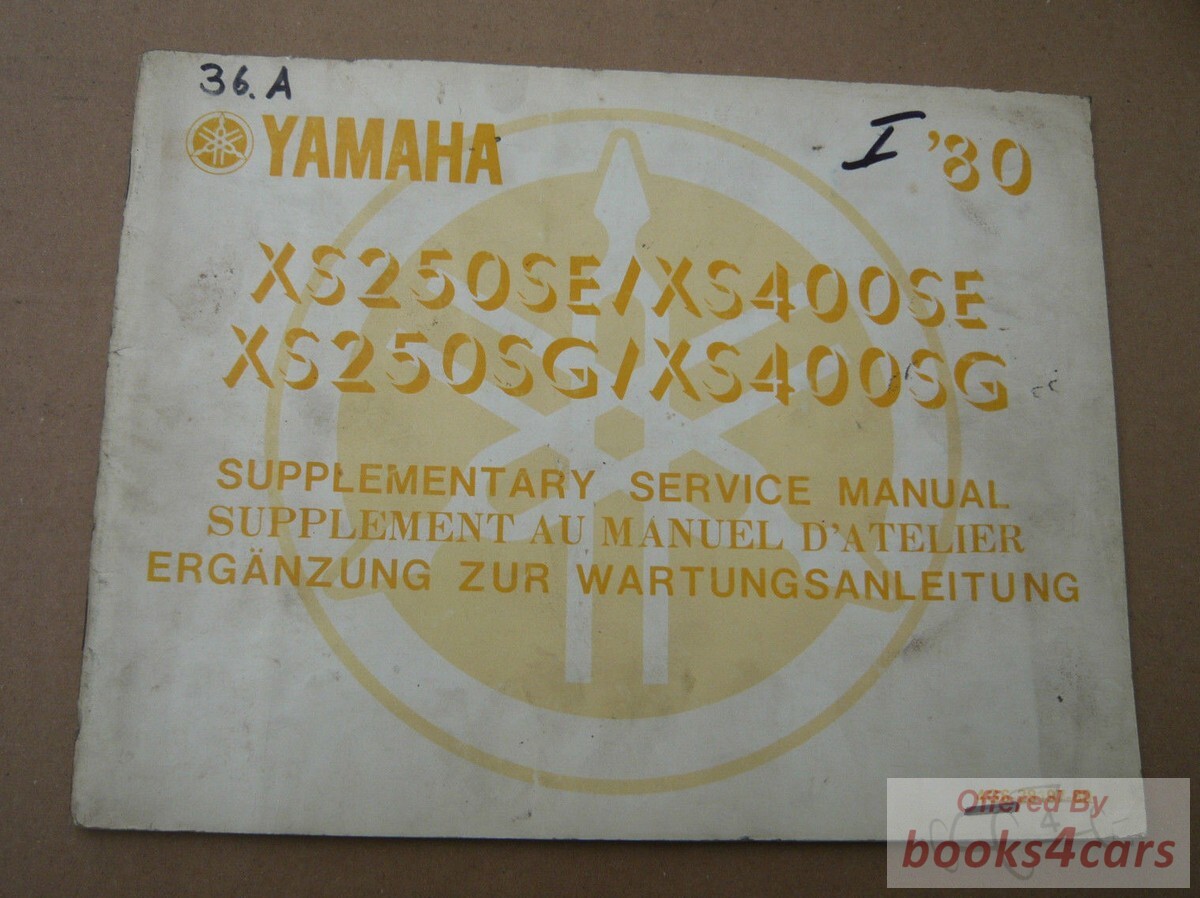 36.A
YAMAHA
I '80
XS250SE/XS400SE
XS250SG/XS400SG
SUPPLEMENTARY SERVICE MANUAL
SUPPLEMENT AU MANUEL D'ATELIER
ERGÄNZUNG ZUR WARTUNGSANLEITUNG
Offered By
books4cars